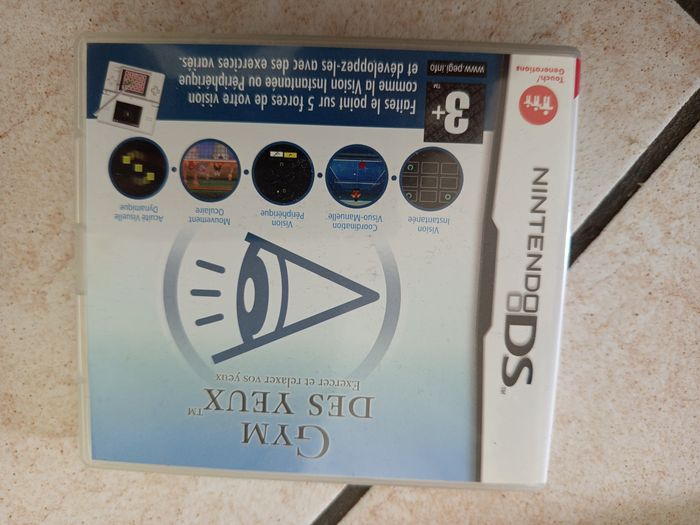 GYM
DES YEUX™
Exercer et relaxer vos yeux
Vision
Instantanée
Coordination
Visuo-Manuelle
Vision
Périphérique
Mouvement
Oculaire
Acuité Visuelle
Dynamique
3+
™
www.pegi.info
Faites le point sur 5 forces de votre vision
comme la Vision Instantanée ou Périphérique
et développez-les avec des exercices variés.
NINTENDO DS™
Touch!
Generations